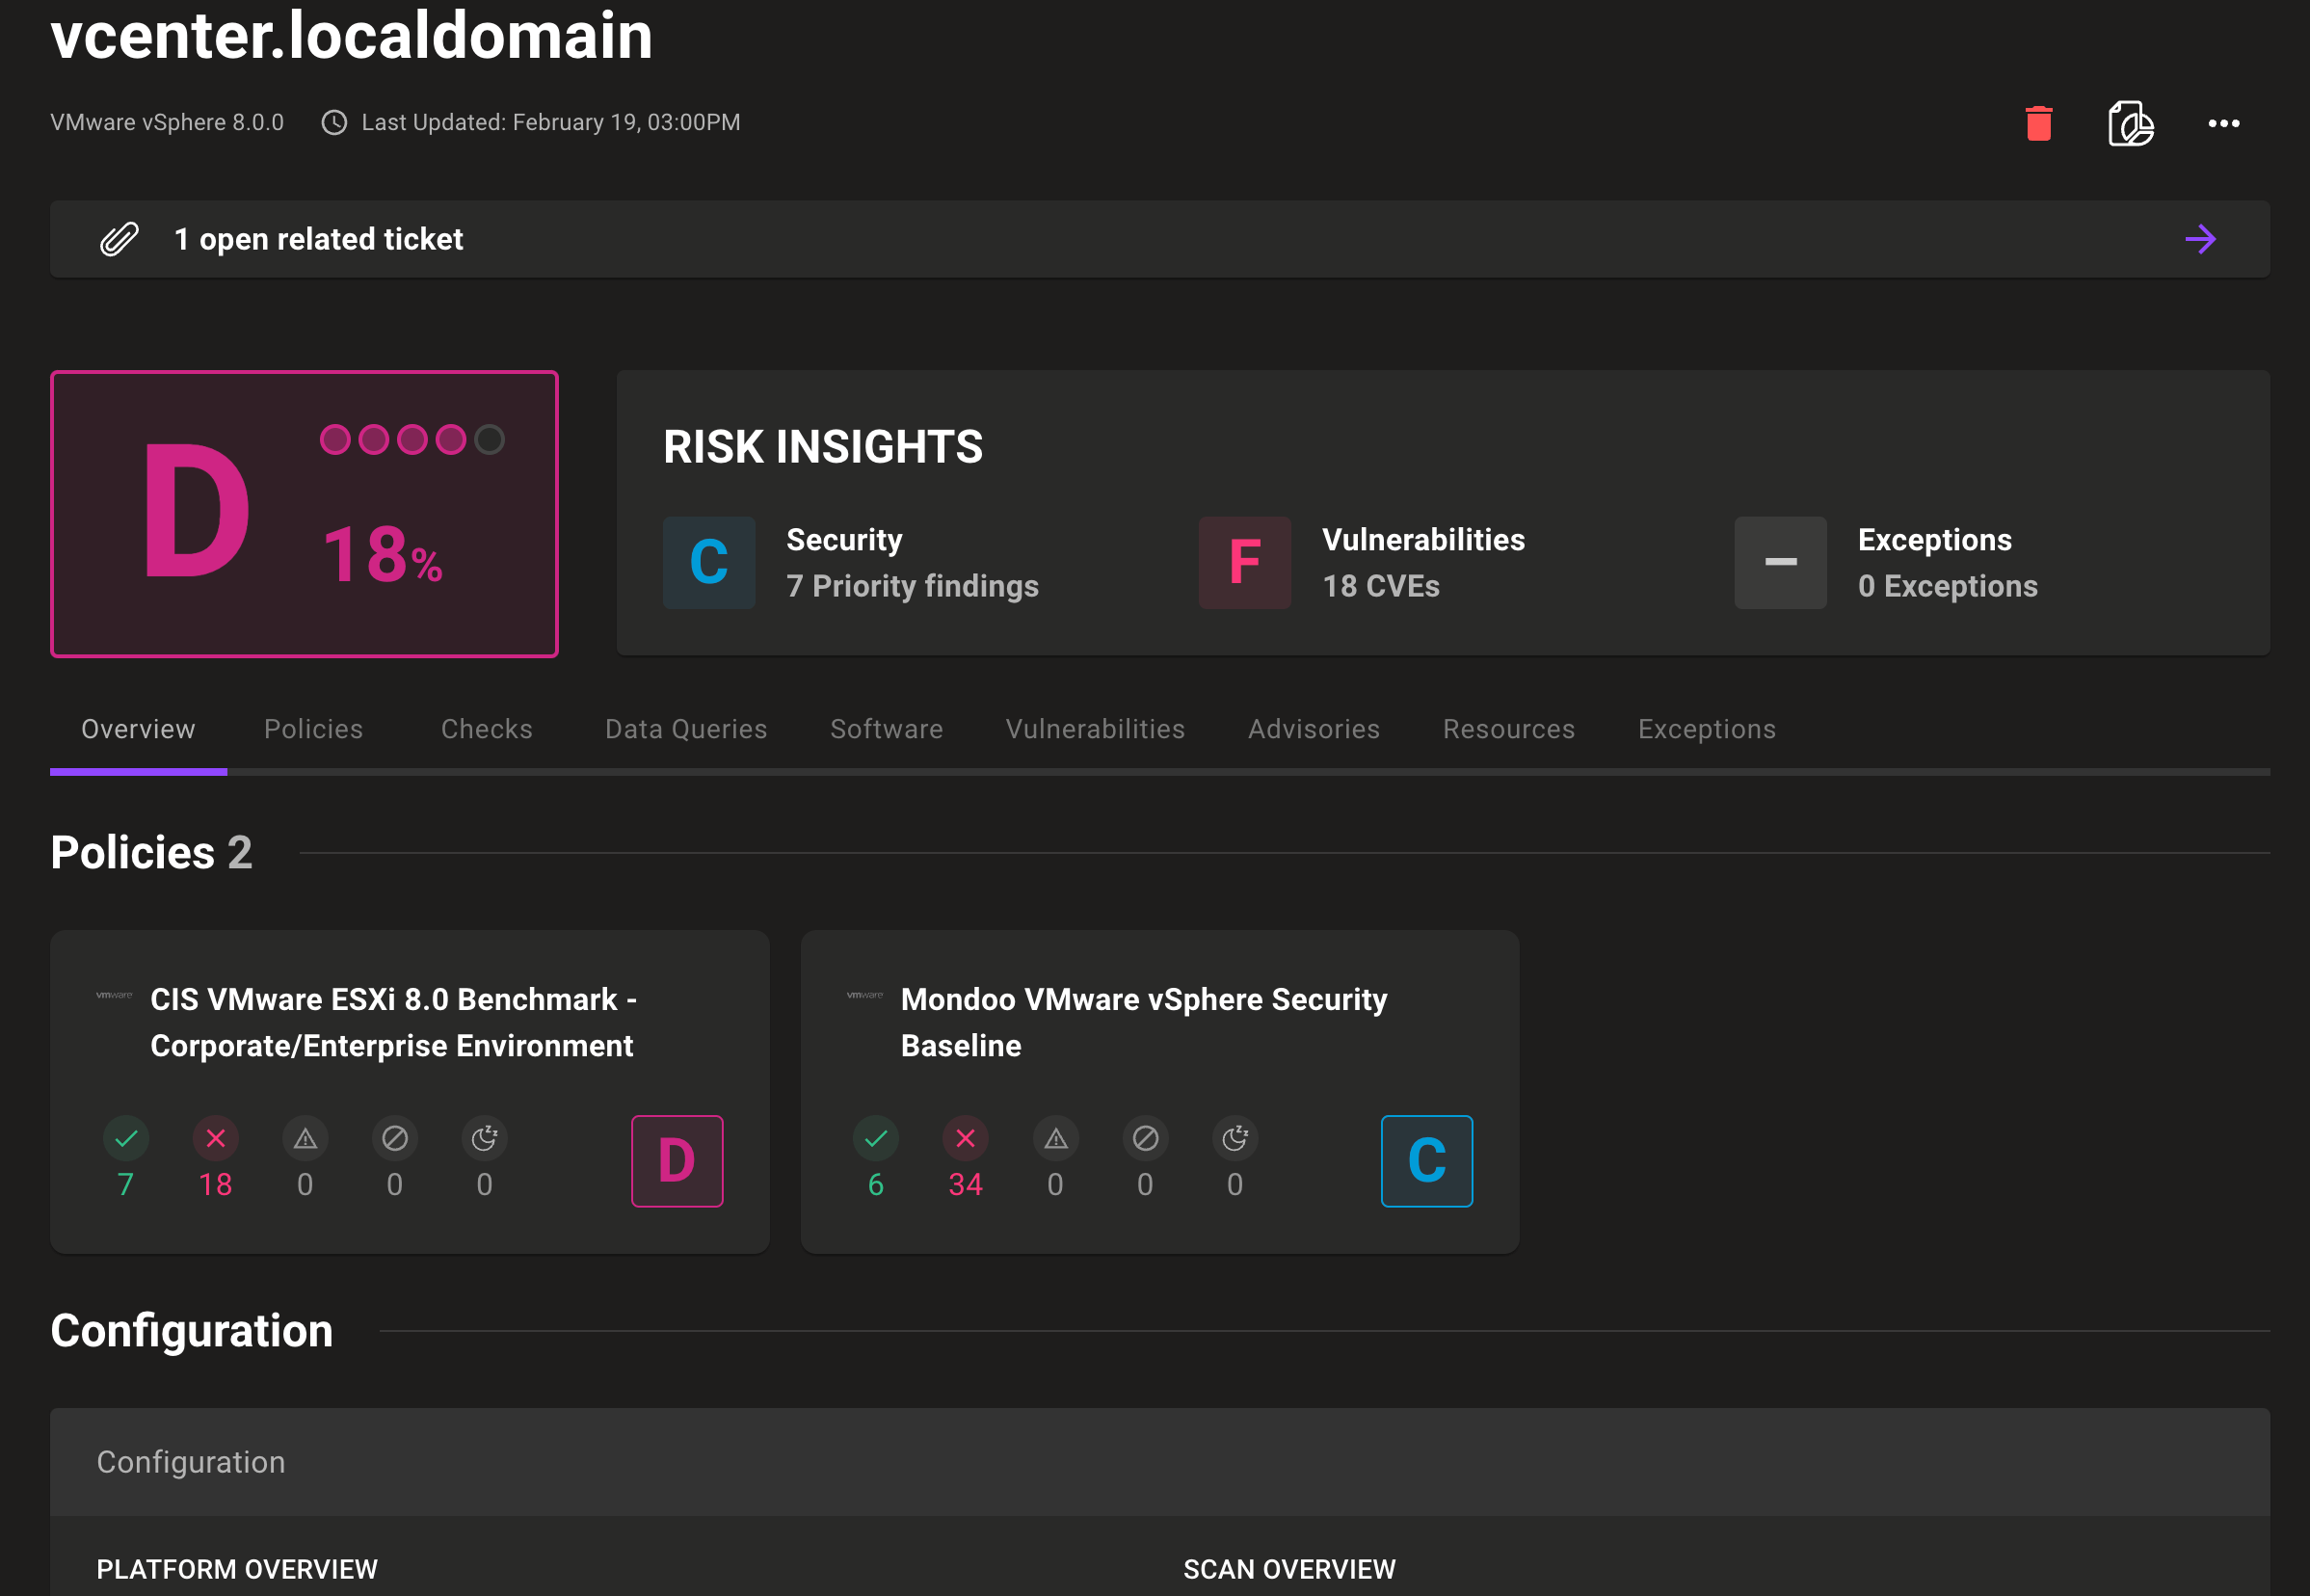 vcenter.localdomain
VMware vSphere 8.0.0 Last Updated: February 19, 03:00PM
1 open related ticket
D
18%
RISK INSIGHTS
C
Security
7 Priority findings
F
Vulnerabilities
18 CVEs
–
Exceptions
0 Exceptions
Overview Policies Checks Data Queries Software Vulnerabilities Advisories Resources Exceptions
Policies 2
vmware
CIS VMware ESXi 8.0 Benchmark -
Corporate/Enterprise Environment
7 18 0 0 0
D
vmware
Mondoo VMware vSphere Security
Baseline
6 34 0 0 0
C
Configuration
Configuration
PLATFORM OVERVIEW
SCAN OVERVIEW